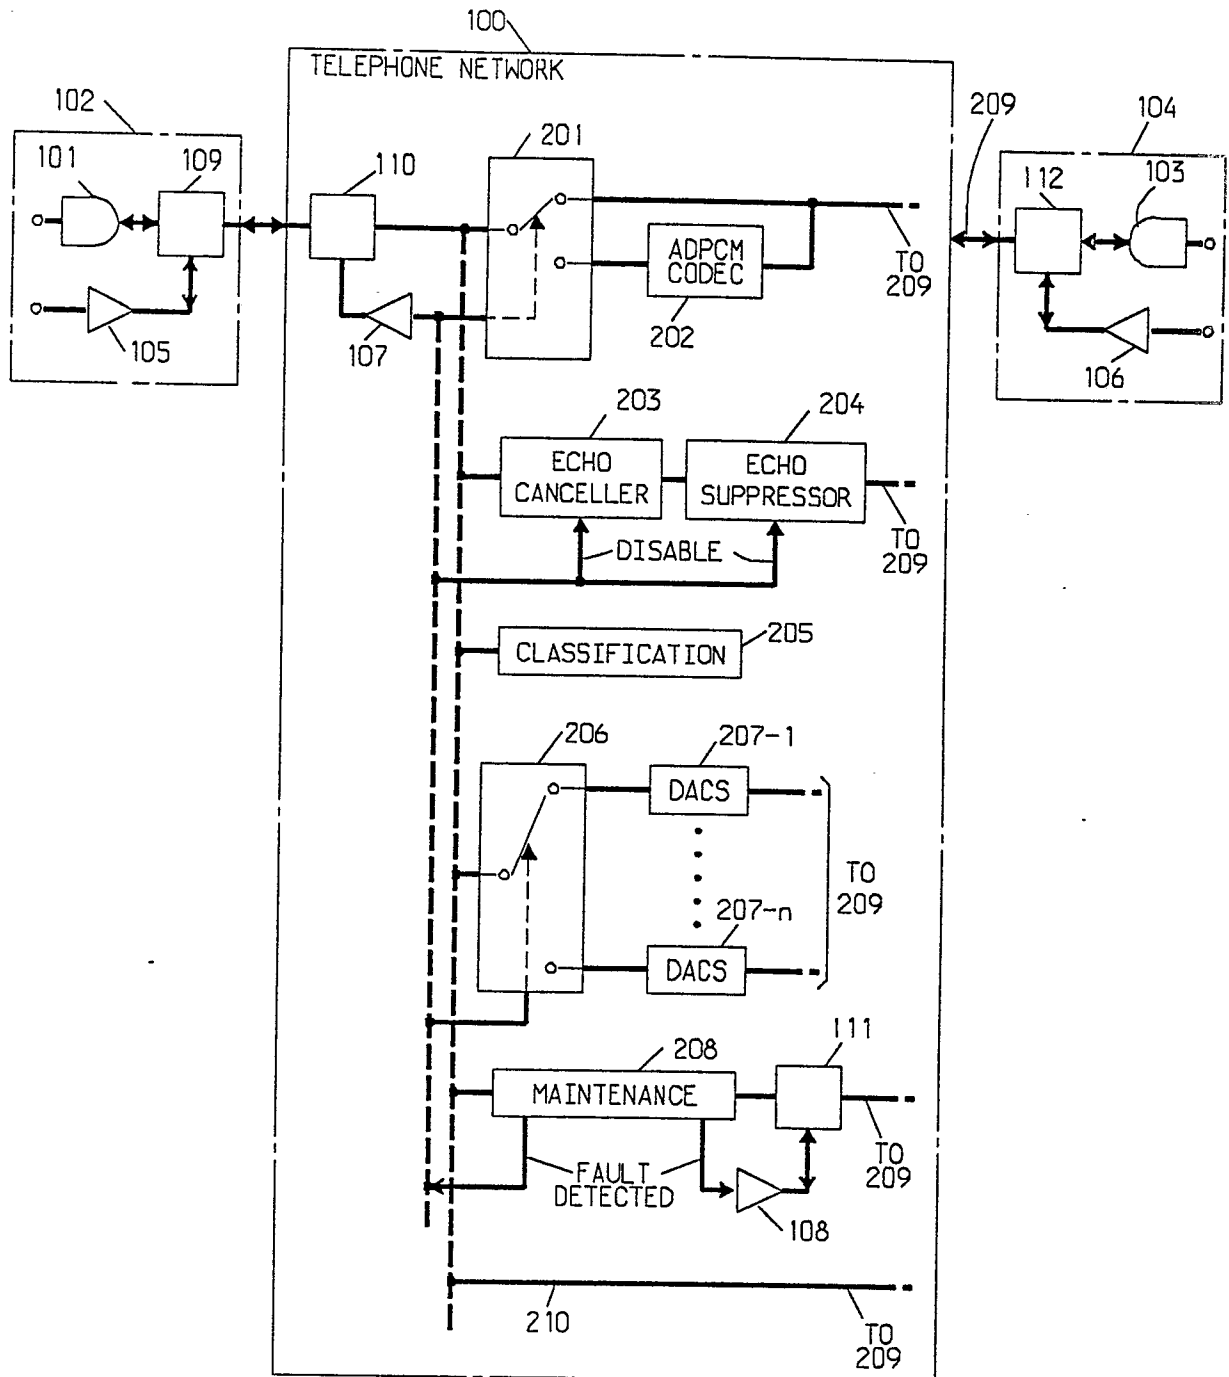 100
TELEPHONE NETWORK
102
101
109
105
110
107
201
ADPCM
CODEC
202
TO
209
209
104
112
103
106
203
204
ECHO
CANCELLER
ECHO
SUPPRESSOR
DISABLE
TO
209
205
CLASSIFICATION
206
207-1
DACS
207-n
DACS
TO
209
208
111
MAINTENANCE
FAULT
DETECTED
108
TO
209
210
TO
209